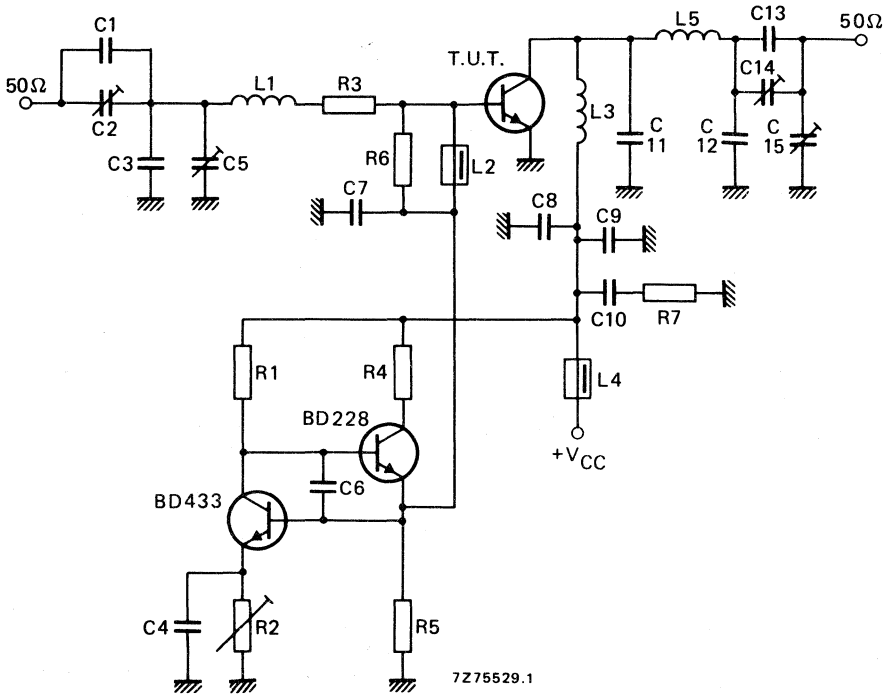 C1
50Ω
C2
C3
C5
L1
R3
T.U.T.
R6
L2
C7
L3
L5
C13
50Ω
C14
C
11
C
12
C
15
C8
C9
C10
R7
R1
R4
L4
+VCC
BD228
C6
BD433
C4
R2
R5
7Z75529.1